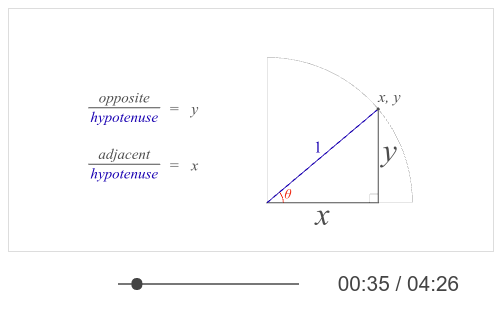 opposite
hypotenuse
= y
adjacent
hypotenuse
= x
x, y
1
y
θ
x
00:35 / 04:26